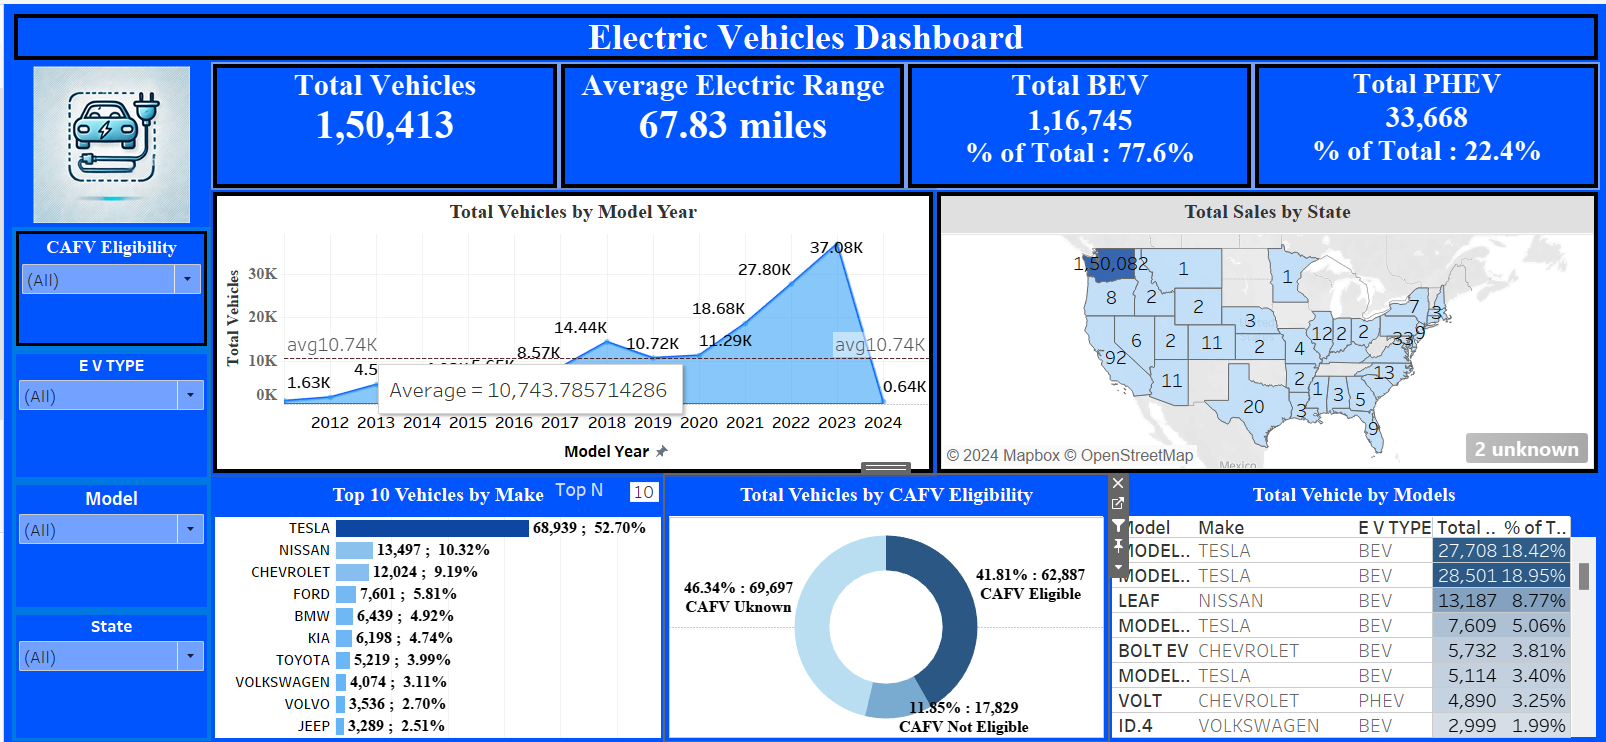 Electric Vehicles Dashboard
Total Vehicles
1,50,413
Average Electric Range
67.83 miles
Total BEV
1,16,745
% of Total : 77.6%
Total PHEV
33,668
% of Total : 22.4%
CAFV Eligibility
(All)
E V TYPE
(All)
Model
(All)
State
(All)
Total Vehicles by Model Year
Total Vehicles
30K
20K
10K
0K
avg10.74K
avg10.74K
1.63K
8.57K
14.44K
10.72K
11.29K
18.68K
27.80K
37.08K
0.64K
Average = 10,743.785714286
2012 2013 2014 2015 2016 2017 2018 2019 2020 2021 2022 2023 2024
Model Year
Total Sales by State
1,50,082
1
1
8
2
2
7
3
3
12
2
2
9
6
2
11
2
4
33
92
13
11
2
1
3
5
20
3
9
Mexico
© 2024 Mapbox © OpenStreetMap
2 unknown
Top 10 Vehicles by Make
Top N
10
TESLA 68,939 ; 52.70%
NISSAN 13,497 ; 10.32%
CHEVROLET 12,024 ; 9.19%
FORD 7,601 ; 5.81%
BMW 6,439 ; 4.92%
KIA 6,198 ; 4.74%
TOYOTA 5,219 ; 3.99%
VOLKSWAGEN 4,074 ; 3.11%
VOLVO 3,536 ; 2.70%
JEEP 3,289 ; 2.51%
Total Vehicles by CAFV Eligibility
46.34% : 69,697
CAFV Uknown
41.81% : 62,887
CAFV Eligible
11.85% : 17,829
CAFV Not Eligible
Total Vehicle by Models
Model Make E V TYPE Total .. % of T..
MODEL.. TESLA BEV 27,708 18.42%
MODEL.. TESLA BEV 28,501 18.95%
LEAF NISSAN BEV 13,187 8.77%
MODEL.. TESLA BEV 7,609 5.06%
BOLT EV CHEVROLET BEV 5,732 3.81%
MODEL.. TESLA BEV 5,114 3.40%
VOLT CHEVROLET PHEV 4,890 3.25%
ID.4 VOLKSWAGEN BEV 2,999 1.99%